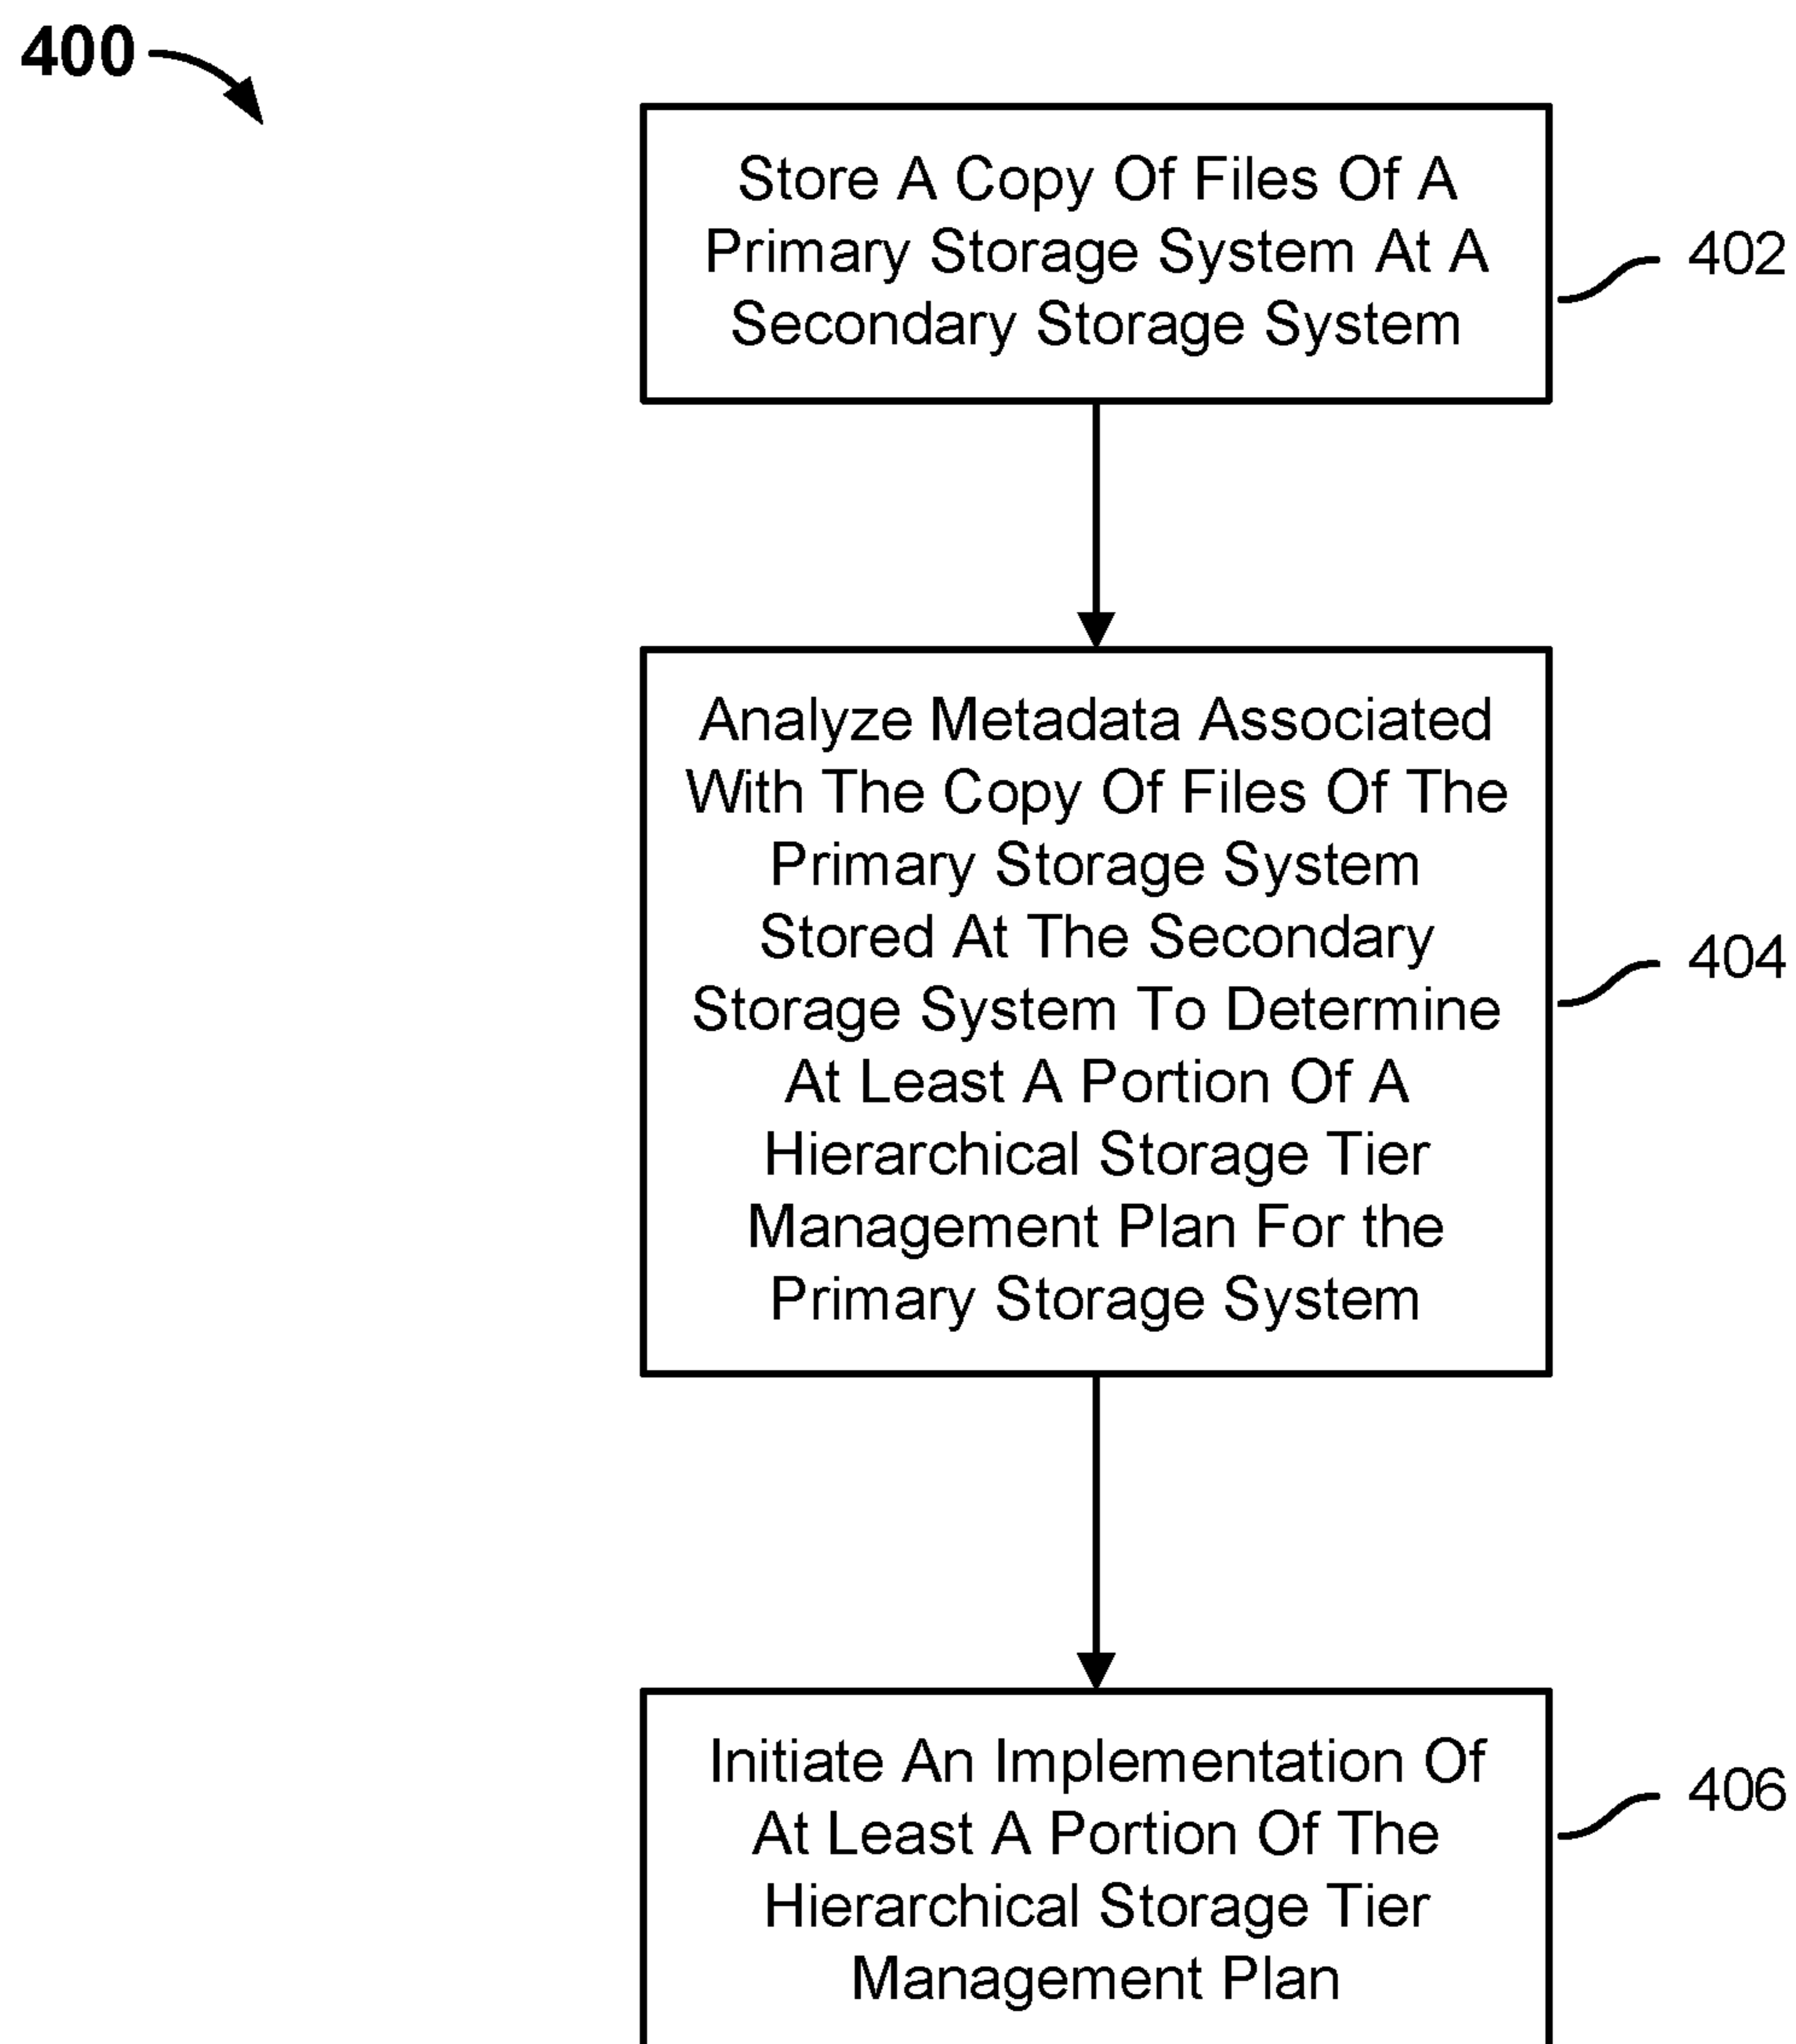 400
Store A Copy Of Files Of A
Primary Storage System At A
Secondary Storage System
402
Analyze Metadata Associated
With The Copy Of Files Of The
Primary Storage System
Stored At The Secondary
Storage System To Determine
At Least A Portion Of A
Hierarchical Storage Tier
Management Plan For the
Primary Storage System
404
Initiate An Implementation Of
At Least A Portion Of The
Hierarchical Storage Tier
Management Plan
406